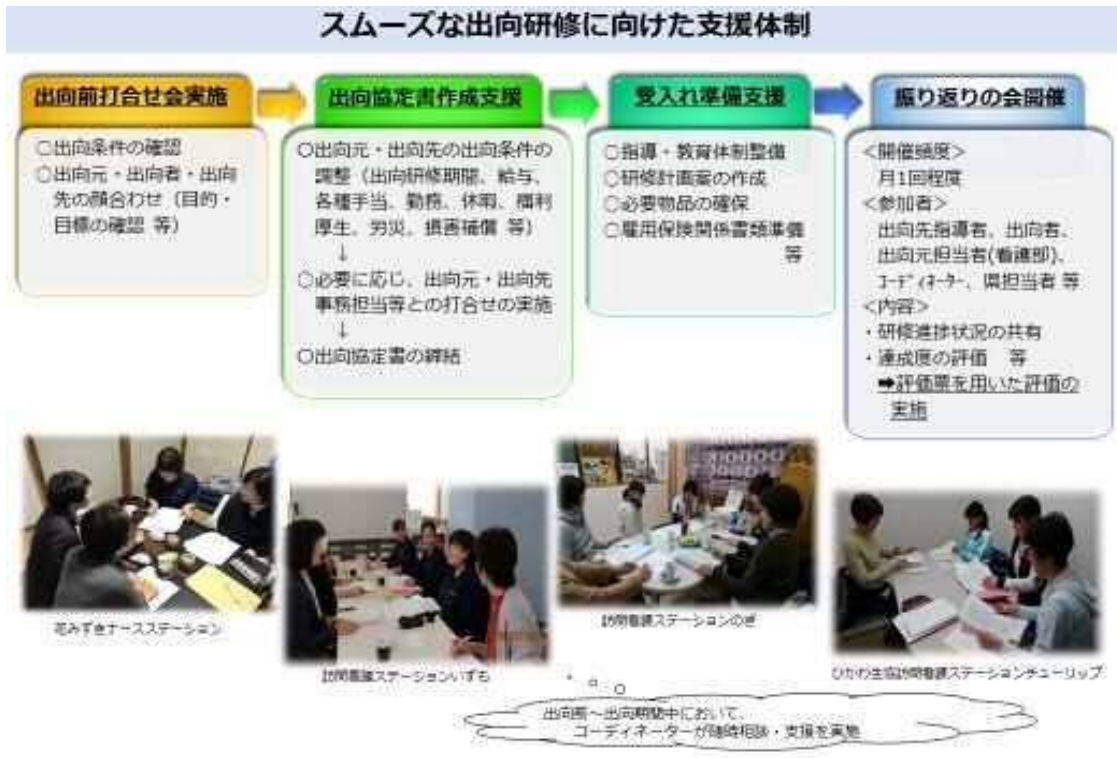 スムーズな出向研修に向けた支援体制
出向前打合せ会実施
○出向条件の確認
○出向元・出向者・出向
先の顔合わせ（目的・
目標の確認 等）
出向協定書作成支援
○出向元・出向先の出向条件の
調整（出向研修期間、給与、
各種手当、勤務、休暇、福利
厚生、労災、損害補償 等）
↓
○必要に応じ、出向元・出向先
事務担当等との打合せの実施
↓
○出向協定書の締結
受入れ準備支援
○指導・教育体制整備
○研修計画案の作成
○必要物品の確保
○雇用保険関係書類準備
等
振り返りの会開催
＜開催頻度＞
月1回程度
＜参加者＞
出向先指導者、出向者、
出向元担当者(看護部)、
ｺｰﾃﾞｨﾈｰﾀｰ、県担当者 等
＜内容＞
・研修進捗状況の共有
・達成度の評価 等
➡評価票を用いた評価の
実施
花みずきナースステーション
訪問看護ステーションいずも
訪問看護ステーションのぎ
ひかわ生協訪問看護ステーションチューリップ
出向前～出向期間中において、
コーディネーターが随時相談・支援を実施